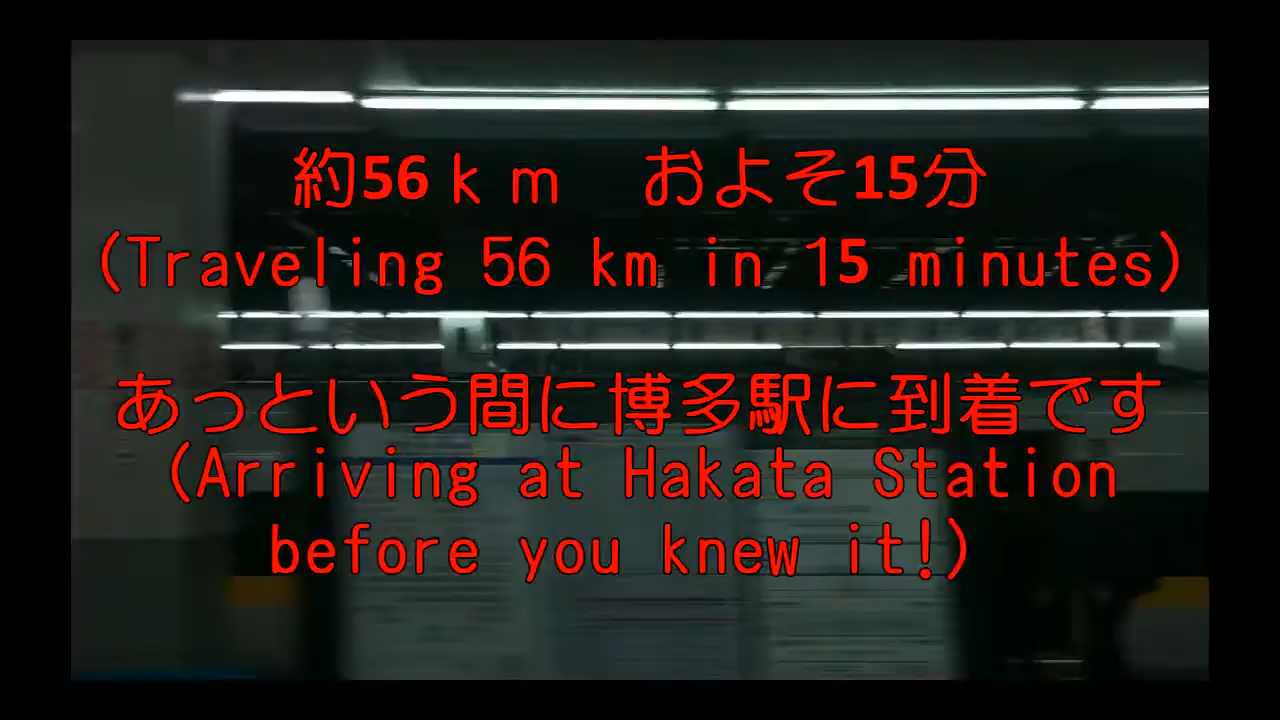 約56ｋｍ　およそ15分
(Traveling 56 km in 15 minutes)
あっという間に博多駅に到着です
(Arriving at Hakata Station
before you knew it!)